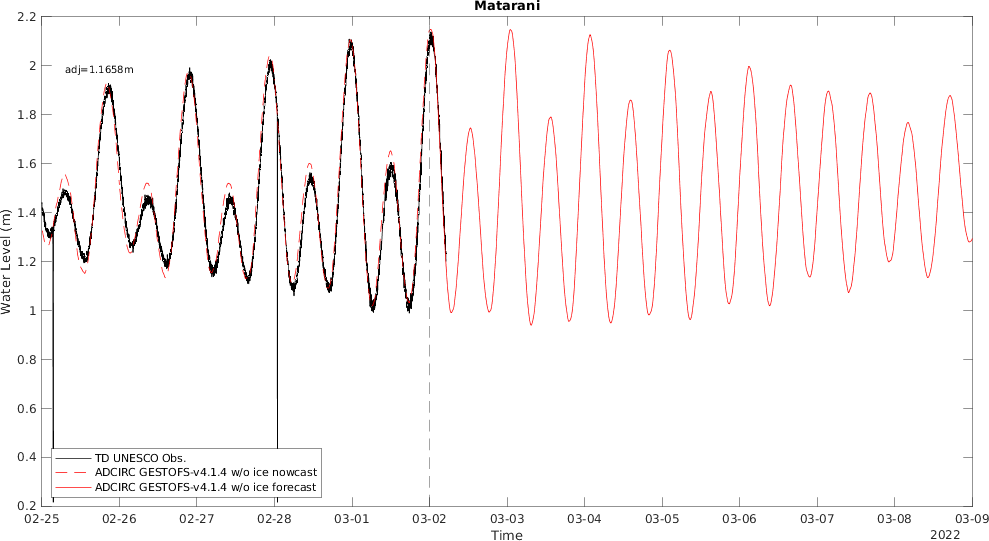 Matarani
2.2
2
1.8
1.6
1.4
1.2
1
0.8
0.6
0.4
0.2
Water Level (m)
adj=1.1658m
TD UNESCO Obs.
ADCIRC GESTOFS-v4.1.4 w/o ice nowcast
ADCIRC GESTOFS-v4.1.4 w/o ice forecast
02-25 02-26 02-27 02-28 03-01 03-02 03-03 03-04 03-05 03-06 03-07 03-08 03-09
Time
2022